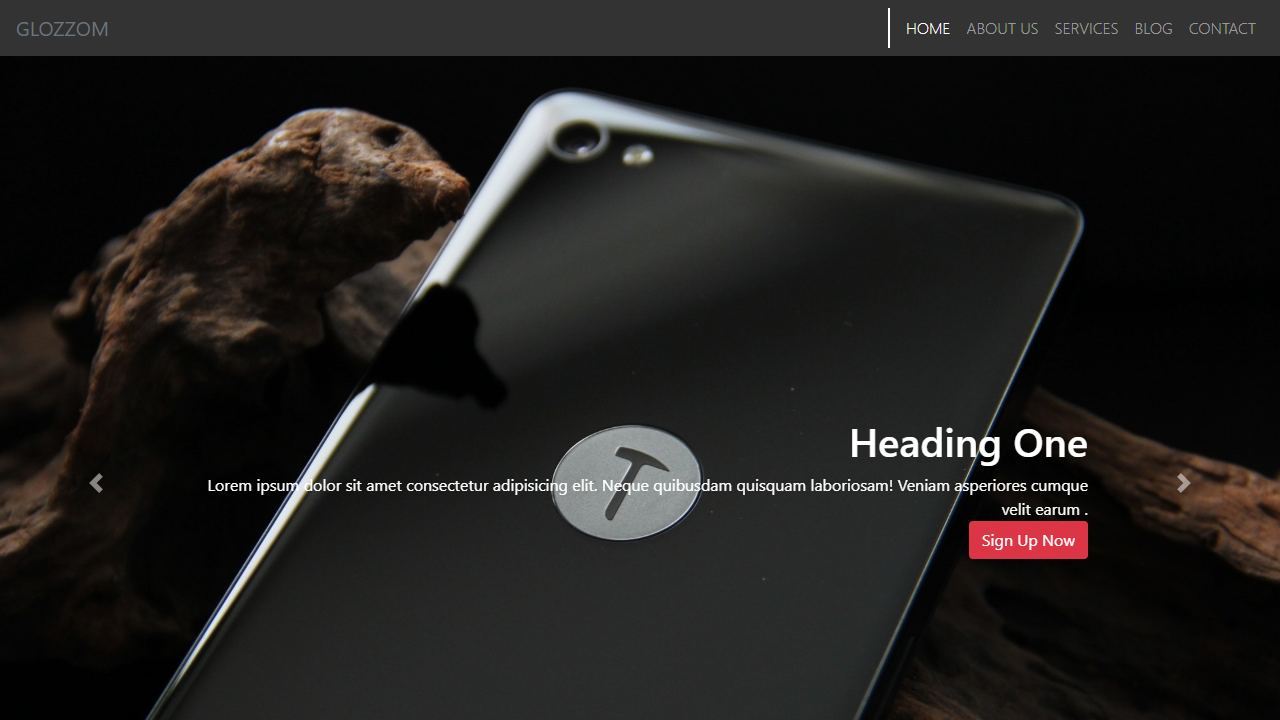 GLOZZOM
HOME ABOUT US SERVICES BLOG CONTACT
Heading One
Lorem ipsum dolor sit amet consectetur adipisicing elit. Neque quibusdam quisquam laboriosam! Veniam asperiores cumque
velit earum .
Sign Up Now